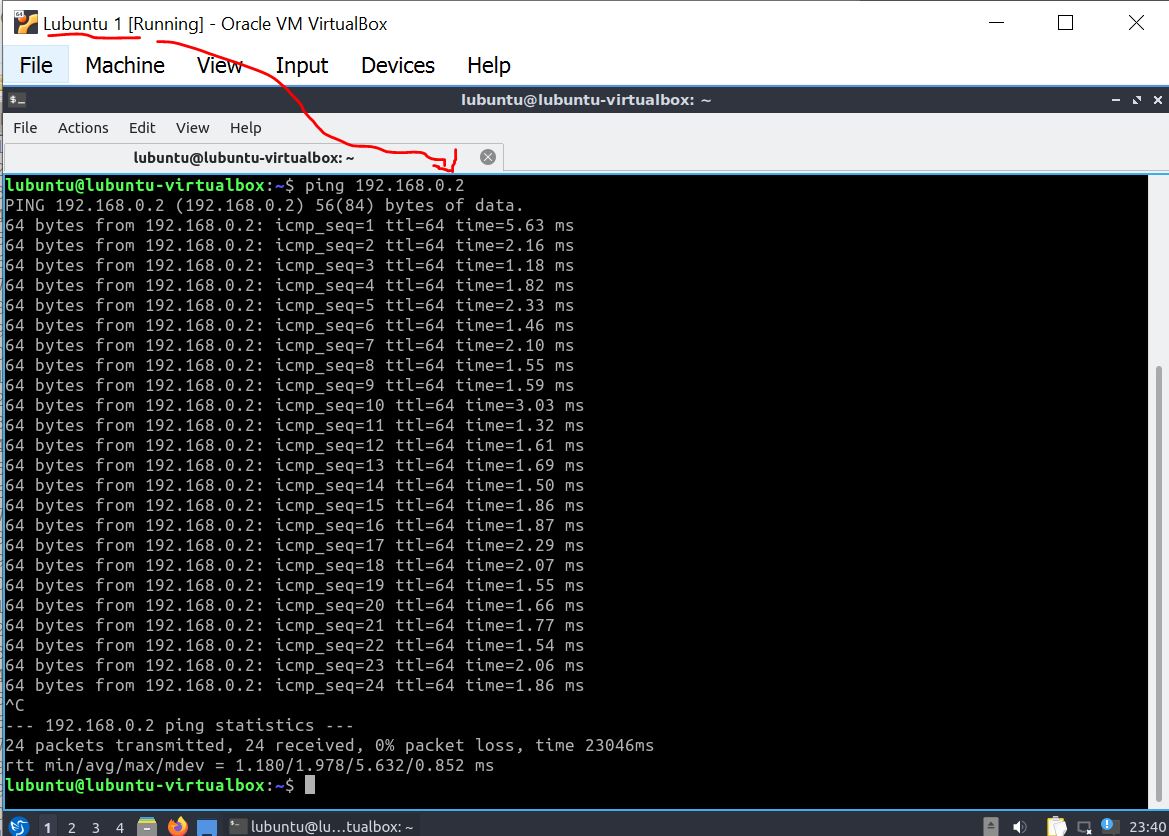 Lubuntu 1 [Running] - Oracle VM VirtualBox
File Machine View Input Devices Help
lubuntu@lubuntu-virtualbox: ~
File Actions Edit View Help
lubuntu@lubuntu-virtualbox: ~
lubuntu@lubuntu-virtualbox:~$ ping 192.168.0.2
PING 192.168.0.2 (192.168.0.2) 56(84) bytes of data.
64 bytes from 192.168.0.2: icmp_seq=1 ttl=64 time=5.63 ms
64 bytes from 192.168.0.2: icmp_seq=2 ttl=64 time=2.16 ms
64 bytes from 192.168.0.2: icmp_seq=3 ttl=64 time=1.18 ms
64 bytes from 192.168.0.2: icmp_seq=4 ttl=64 time=1.82 ms
64 bytes from 192.168.0.2: icmp_seq=5 ttl=64 time=2.33 ms
64 bytes from 192.168.0.2: icmp_seq=6 ttl=64 time=1.46 ms
64 bytes from 192.168.0.2: icmp_seq=7 ttl=64 time=2.10 ms
64 bytes from 192.168.0.2: icmp_seq=8 ttl=64 time=1.55 ms
64 bytes from 192.168.0.2: icmp_seq=9 ttl=64 time=1.59 ms
64 bytes from 192.168.0.2: icmp_seq=10 ttl=64 time=3.03 ms
64 bytes from 192.168.0.2: icmp_seq=11 ttl=64 time=1.32 ms
64 bytes from 192.168.0.2: icmp_seq=12 ttl=64 time=1.61 ms
64 bytes from 192.168.0.2: icmp_seq=13 ttl=64 time=1.69 ms
64 bytes from 192.168.0.2: icmp_seq=14 ttl=64 time=1.50 ms
64 bytes from 192.168.0.2: icmp_seq=15 ttl=64 time=1.86 ms
64 bytes from 192.168.0.2: icmp_seq=16 ttl=64 time=1.87 ms
64 bytes from 192.168.0.2: icmp_seq=17 ttl=64 time=2.29 ms
64 bytes from 192.168.0.2: icmp_seq=18 ttl=64 time=2.07 ms
64 bytes from 192.168.0.2: icmp_seq=19 ttl=64 time=1.55 ms
64 bytes from 192.168.0.2: icmp_seq=20 ttl=64 time=1.66 ms
64 bytes from 192.168.0.2: icmp_seq=21 ttl=64 time=1.77 ms
64 bytes from 192.168.0.2: icmp_seq=22 ttl=64 time=1.54 ms
64 bytes from 192.168.0.2: icmp_seq=23 ttl=64 time=2.06 ms
64 bytes from 192.168.0.2: icmp_seq=24 ttl=64 time=1.86 ms
^C
--- 192.168.0.2 ping statistics ---
24 packets transmitted, 24 received, 0% packet loss, time 23046ms
rtt min/avg/max/mdev = 1.180/1.978/5.632/0.852 ms
lubuntu@lubuntu-virtualbox:~$
1 2 3 4 lubuntu@lu...tualbox: ~ 23:40